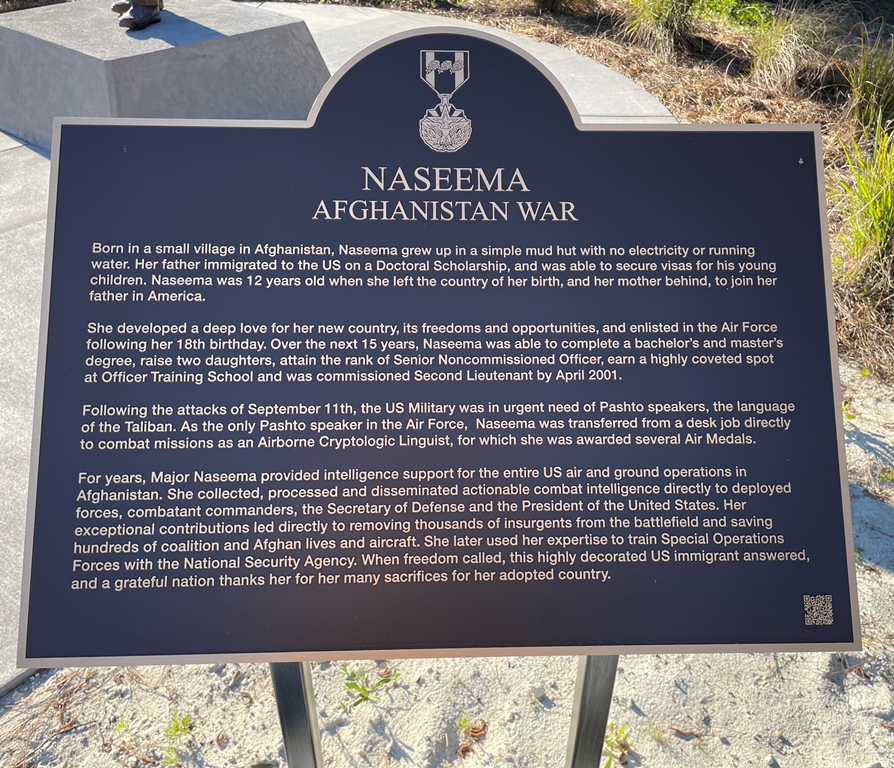 NASEEMA
AFGHANISTAN WAR
Born in a small village in Afghanistan, Naseema grew up in a simple mud hut with no electricity or running
water. Her father immigrated to the US on a Doctoral Scholarship, and was able to secure visas for his young
children. Naseema was 12 years old when she left the country of her birth, and her mother behind, to join her
father in America.
She developed a deep love for her new country, its freedoms and opportunities, and enlisted in the Air Force
following her 18th birthday. Over the next 15 years, Naseema was able to complete a bachelor's and master's
degree, raise two daughters, attain the rank of Senior Noncommissioned Officer, earn a highly coveted spot
at Officer Training School and was commissioned Second Lieutenant by April 2001.
Following the attacks of September 11th, the US Military was in urgent need of Pashto speakers, the language
of the Taliban. As the only Pashto speaker in the Air Force, Naseema was transferred from a desk job directly
to combat missions as an Airborne Cryptologic Linguist, for which she was awarded several Air Medals.
For years, Major Naseema provided intelligence support for the entire US air and ground operations in
Afghanistan. She collected, processed and disseminated actionable combat intelligence directly to deployed
forces, combatant commanders, the Secretary of Defense and the President of the United States. Her
exceptional contributions led directly to removing thousands of insurgents from the battlefield and saving
hundreds of coalition and Afghan lives and aircraft. She later used her expertise to train Special Operations
Forces with the National Security Agency. When freedom called, this highly decorated US immigrant answered,
and a grateful nation thanks her for her many sacrifices for her adopted country.